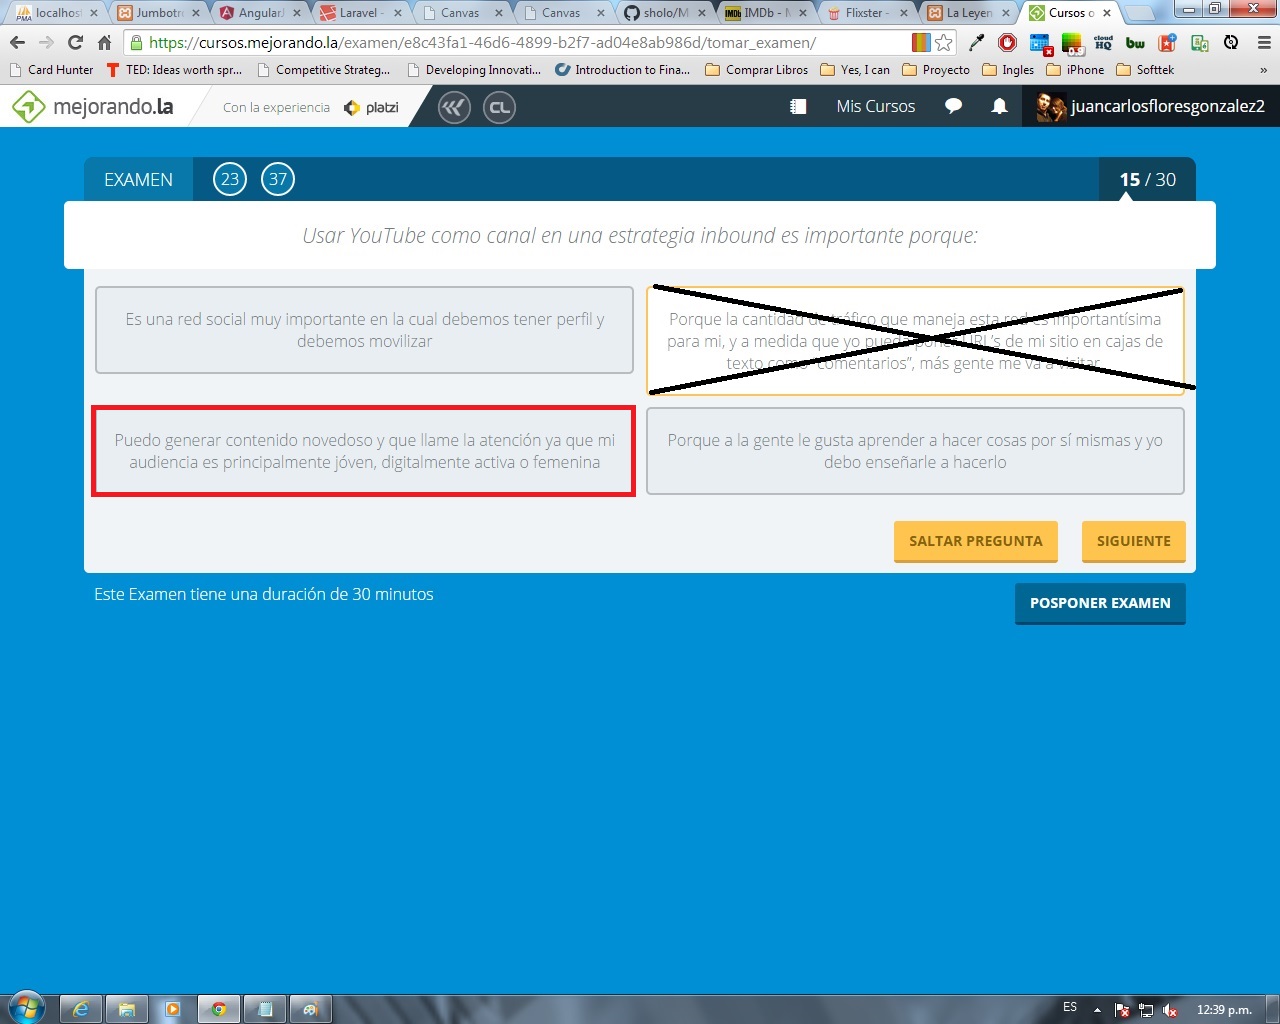 localhos
Jumbotr
AngularJ
Laravel -
Canvas
Canvas
sholo/M
IMDb - M
Flixster -
La Leyen
Cursos o
https://cursos.mejorando.la/examen/e8c43fa1-46d6-4899-b2f7-ad04e8ab986d/tomar_examen/
Card Hunter
TED: Ideas worth spr...
Competitive Strateg...
Developing Innovati...
Introduction to Fina...
Comprar Libros
Yes, I can
Proyecto
Ingles
iPhone
Softtek
»
mejorando.la
Con la experiencia
platzi
CL
Mis Cursos
juancarlosfloresgonzalez2
EXAMEN
23
37
15 / 30
Usar YouTube como canal en una estrategia inbound es importante porque:
Es una red social muy importante en la cual debemos tener perfil y
debemos movilizar
Porque la cantidad de tráfico que maneja esta red es importantísima
para mi, y a medida que yo pueda poner URL's de mi sitio en cajas de
texto como "comentarios", más gente me va a visitar
Puedo generar contenido novedoso y que llame la atención ya que mi
audiencia es principalmente jóven, digitalmente activa o femenina
Porque a la gente le gusta aprender a hacer cosas por sí mismas y yo
debo enseñarle a hacerlo
SALTAR PREGUNTA
SIGUIENTE
Este Examen tiene una duración de 30 minutos
POSPONER EXAMEN
ES
12:39 p.m.